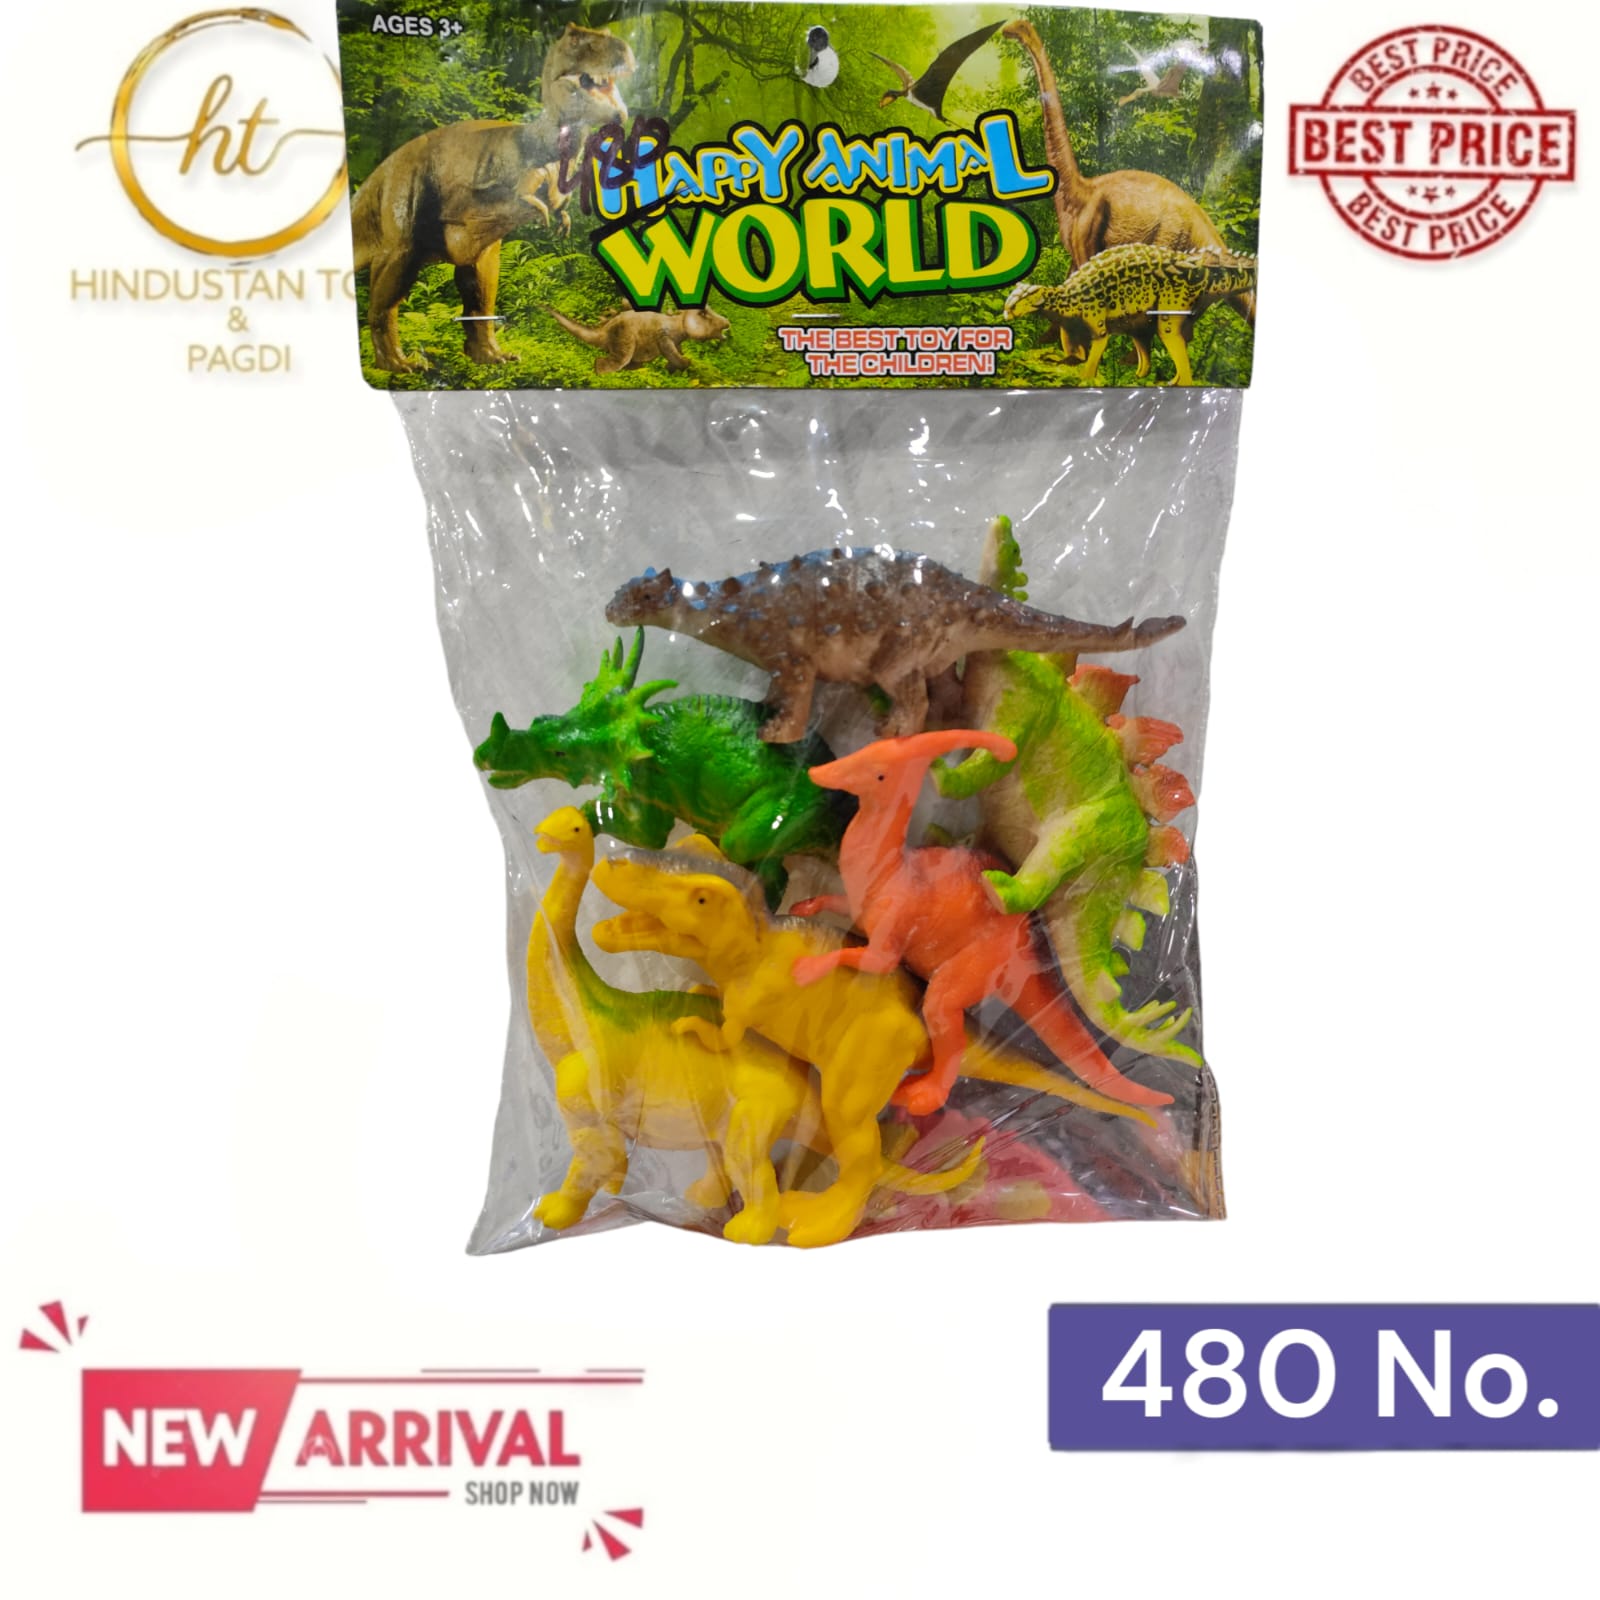 AGES 3+
ht
HINDUSTAN TO
&
PAGDI
480
HAPPY ANIMAL
WORLD
THE BEST TOY FOR
THE CHILDREN!
BEST PRICE
BEST PRICE
BEST PRICE
NEW ARRIVAL
SHOP NOW
480 No.